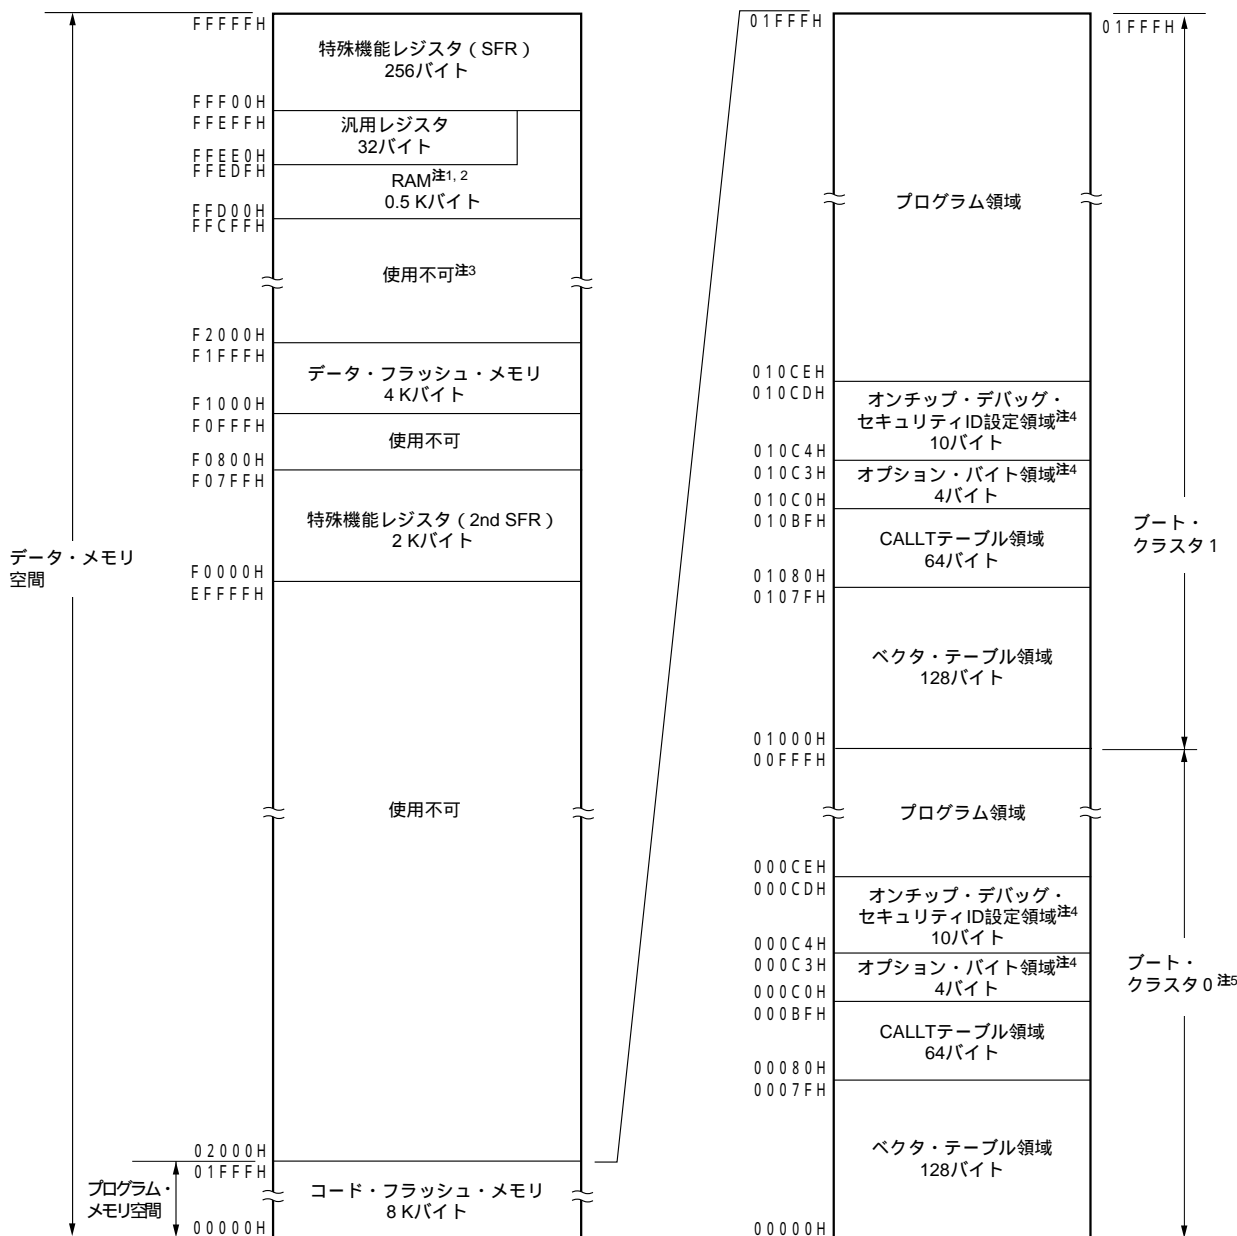 FFFFFH
特殊機能レジスタ（SFR）
256バイト
FFF00H
FFEFFH
汎用レジスタ
32バイト
FFEE0H
FFEDFH
RAM注1, 2
0.5 Kバイト
FFD00H
FFCFFH
使用不可注3
F2000H
F1FFFH
データ・フラッシュ・メモリ
4 Kバイト
F1000H
F0FFFH
使用不可
F0800H
F07FFH
特殊機能レジスタ（2nd SFR）
2 Kバイト
データ・メモリ
空間
F0000H
EFFFFH
使用不可
02000H
01FFFH
プログラム・
メモリ空間
コード・フラッシュ・メモリ
8 Kバイト
00000H
01FFFH
01FFFH
プログラム領域
010CEH
010CDH
オンチップ・デバッグ・
セキュリティID設定領域注4
10バイト
010C4H
010C3H
オプション・バイト領域注4
4バイト
010C0H
010BFH
CALLTテーブル領域
64バイト
ブート・
クラスタ1
01080H
0107FH
ベクタ・テーブル領域
128バイト
01000H
00FFFH
プログラム領域
000CEH
000CDH
オンチップ・デバッグ・
セキュリティID設定領域注4
10バイト
000C4H
000C3H
オプション・バイト領域注4
4バイト
ブート・
クラスタ0注5
000C0H
000BFH
CALLTテーブル領域
64バイト
00080H
0007FH
ベクタ・テーブル領域
128バイト
00000H